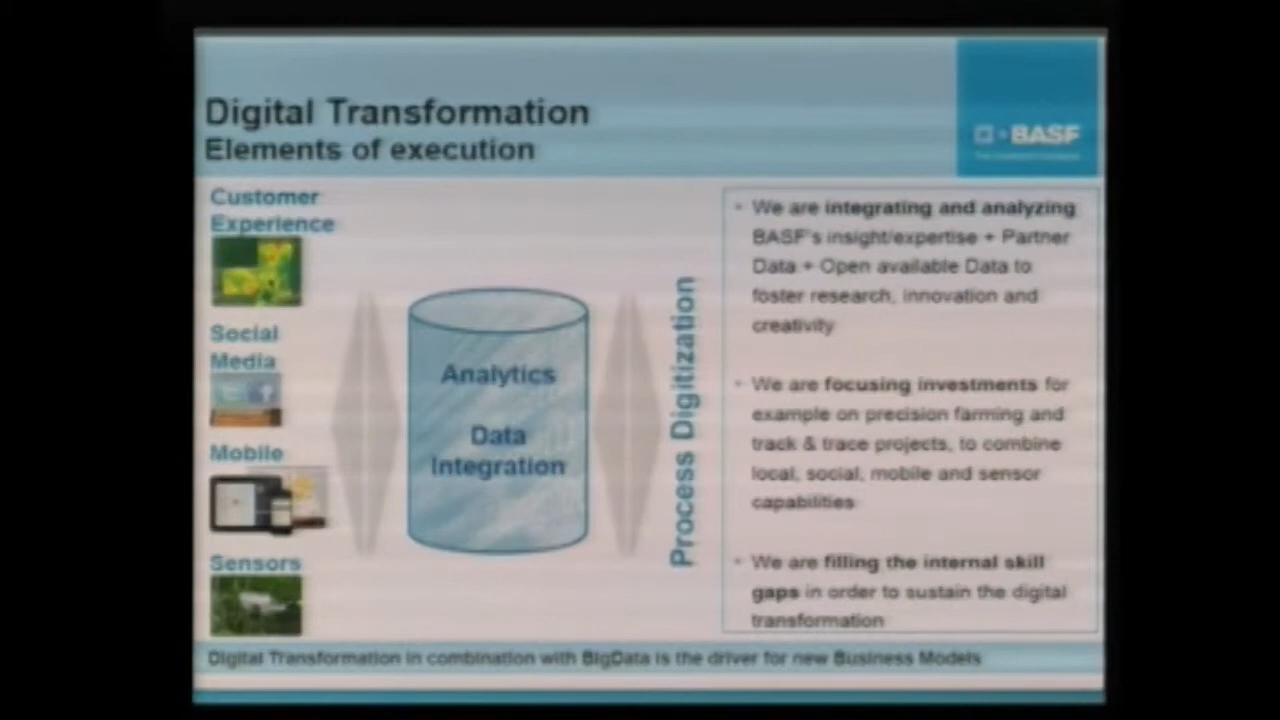 Digital Transformation
Elements of execution
BASF
Customer
Experience
Social
Media
Mobile
Sensors
Analytics
Data
Integration
Process Digitization
• We are integrating and analyzing
BASF's insight/expertise + Partner
Data + Open available Data to
foster research, innovation and
creativity
• We are focusing investments for
example on precision farming and
track & trace projects, to combine
local, social, mobile and sensor
capabilities
• We are filling the internal skill
gaps in order to sustain the digital
transformation
Digital Transformation in combination with BigData is the driver for new Business Models